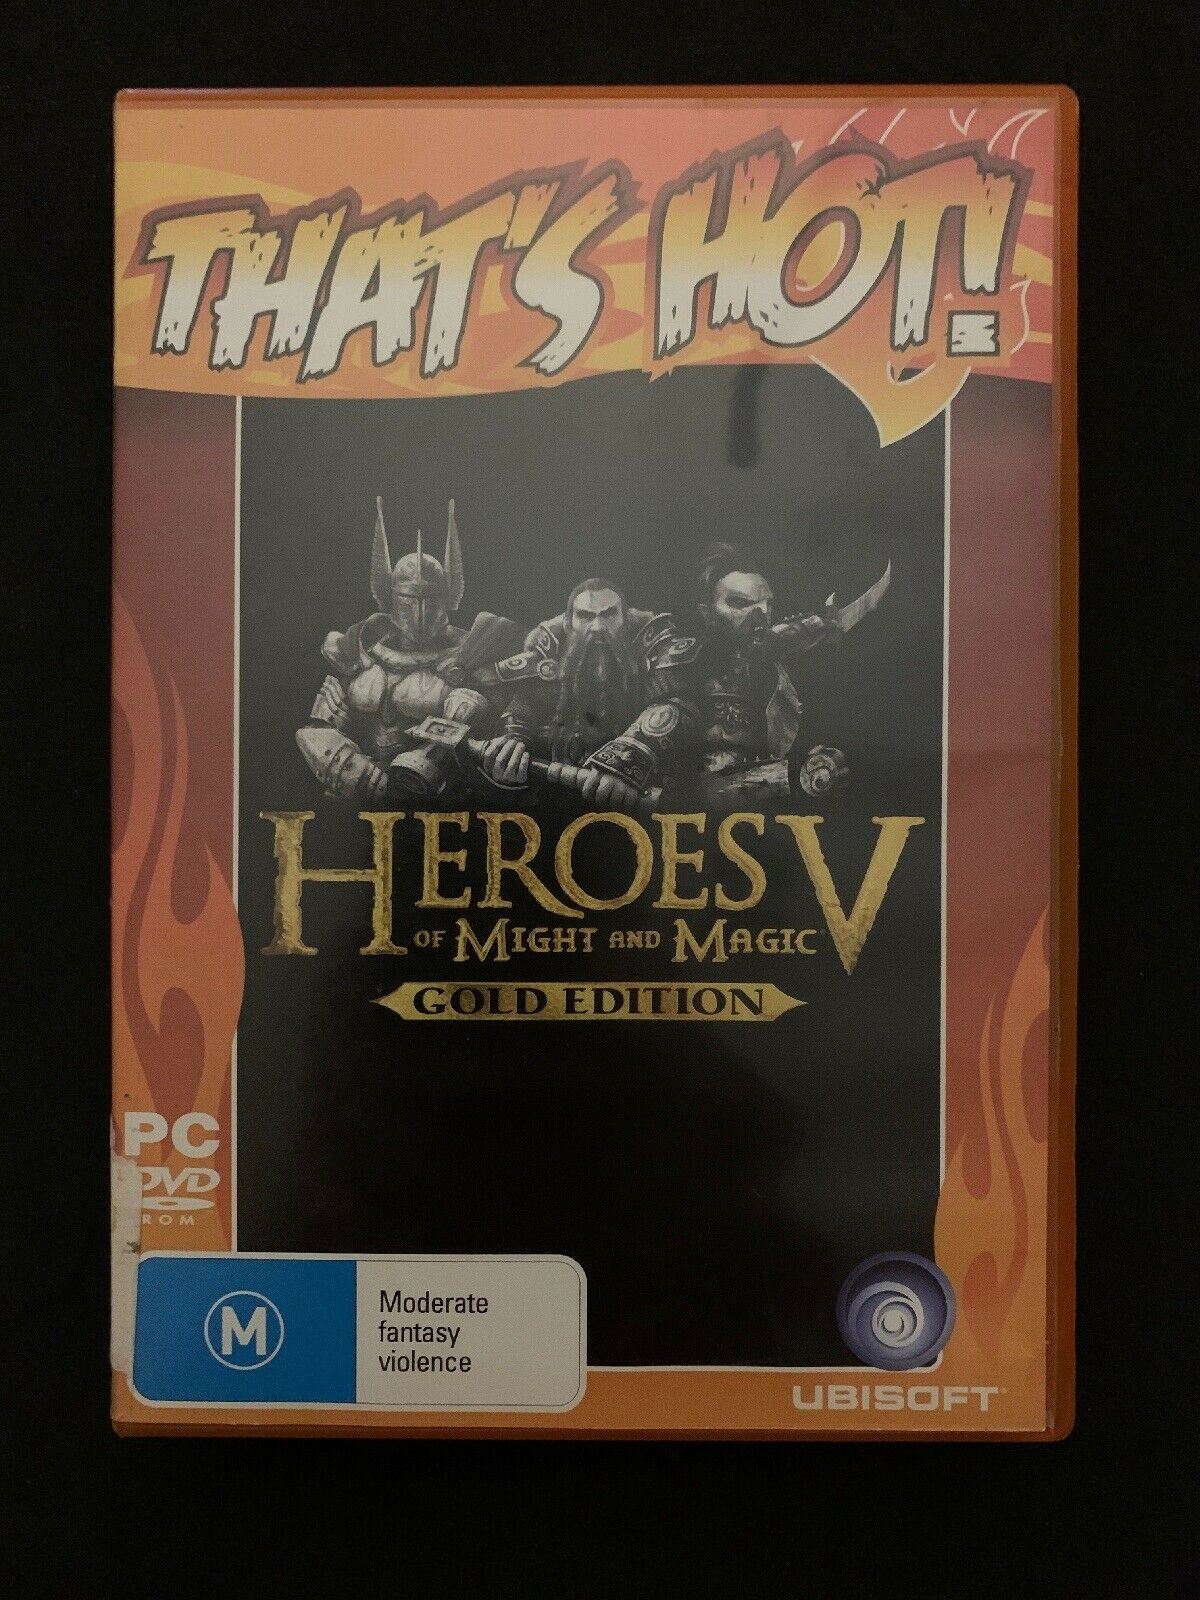 THAT'S HOT!
HEROES V
OF MIGHT AND MAGIC
GOLD EDITION
PC
DVD
ROM
M
Moderate
fantasy
violence
UBISOFT